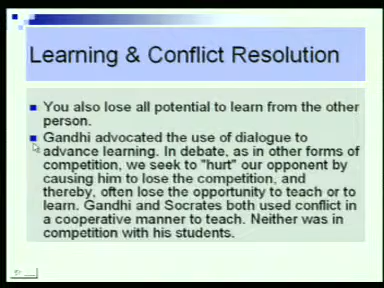 Learning & Conflict Resolution
You also lose all potential to learn from the other
person.
Gandhi advocated the use of dialogue to
advance learning. In debate, as in other forms of
competition, we seek to "hurt" our opponent by
causing him to lose the competition, and
thereby, often lose the opportunity to teach or to
learn. Gandhi and Socrates both used conflict in
a cooperative manner to teach. Neither was in
competition with his students.